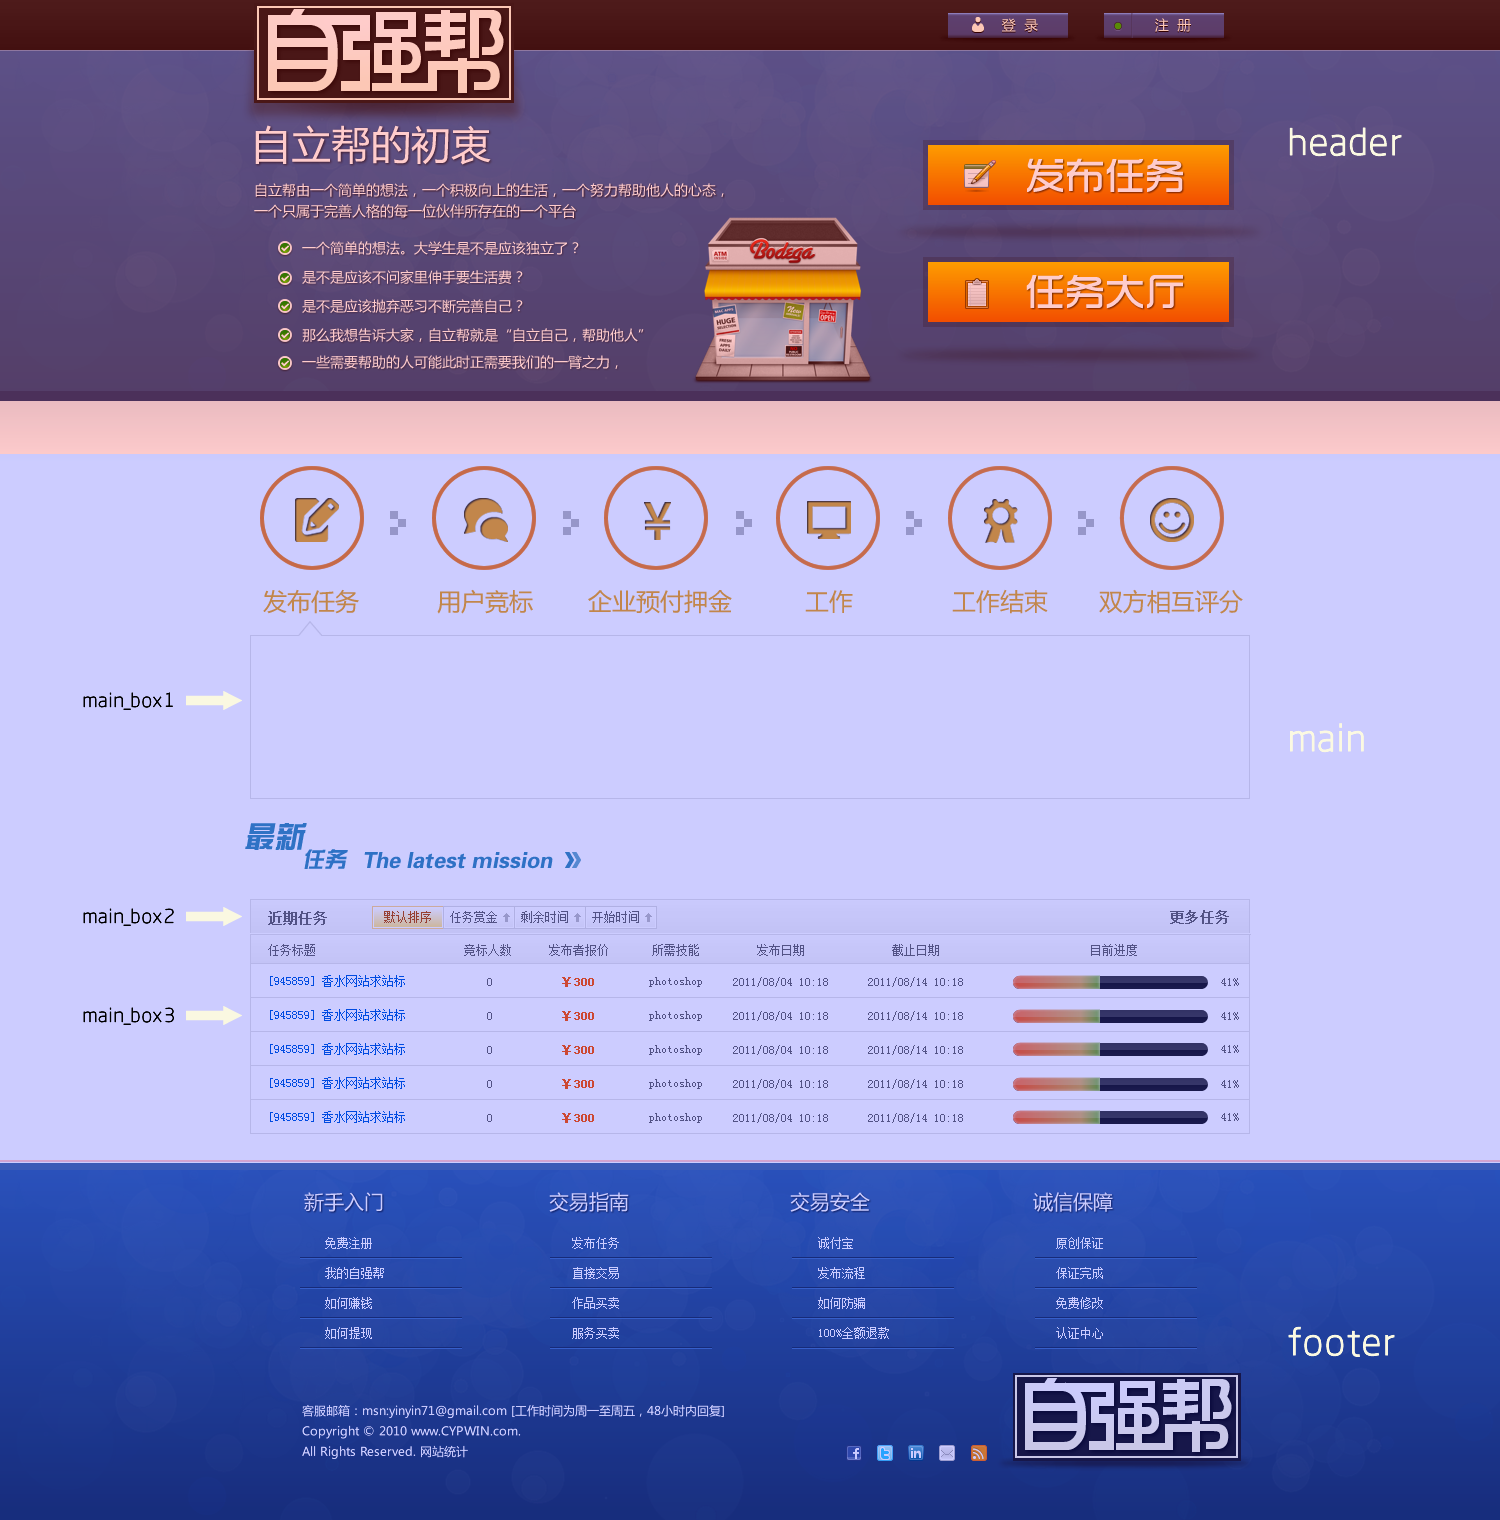 自强帮
登 录
注 册
header
自立帮的初衷
自立帮由一个简单的想法，一个积极向上的生活，一个努力帮助他人的心态，
一个只属于完善人格的每一位伙伴所存在的一个平台
一个简单的想法。大学生是不是应该独立了？
是不是应该不问家里伸手要生活费？
是不是应该抛弃恶习不断完善自己？
那么我想告诉大家，自立帮就是“自立自己，帮助他人”
一些需要帮助的人可能此时正需要我们的一臂之力，
ATM
Bodega
HUGE
SELECTION
FRESH
APPS
DAILY
New
OPEN
发布任务
任务大厅
发布任务
用户竞标
企业预付押金
工作
工作结束
双方相互评分
main_box1
main
最新
任务 The latest mission
main_box2
近期任务 默认排序 任务赏金 剩余时间 开始时间 更多任务
任务标题 竞标人数 发布者报价 所需技能 发布日期 截止日期 目前进度
[945859] 香水网站求站标 0 ￥300 photoshop 2011/08/04 10:18 2011/08/14 10:18 41%
main_box3
[945859] 香水网站求站标 0 ￥300 photoshop 2011/08/04 10:18 2011/08/14 10:18 41%
[945859] 香水网站求站标 0 ￥300 photoshop 2011/08/04 10:18 2011/08/14 10:18 41%
[945859] 香水网站求站标 0 ￥300 photoshop 2011/08/04 10:18 2011/08/14 10:18 41%
[945859] 香水网站求站标 0 ￥300 photoshop 2011/08/04 10:18 2011/08/14 10:18 41%
新手入门
免费注册
我的自强帮
如何赚钱
如何提现
交易指南
发布任务
直接交易
作品买卖
服务买卖
交易安全
诚付宝
发布流程
如何防骗
100%全额退款
诚信保障
原创保证
保证完成
免费修改
认证中心
footer
客服邮箱：msn:yinyin71@gmail.com [工作时间为周一至周五，48小时内回复]
Copyright © 2010 www.CYPWIN.com.
All Rights Reserved. 网站统计
自强帮